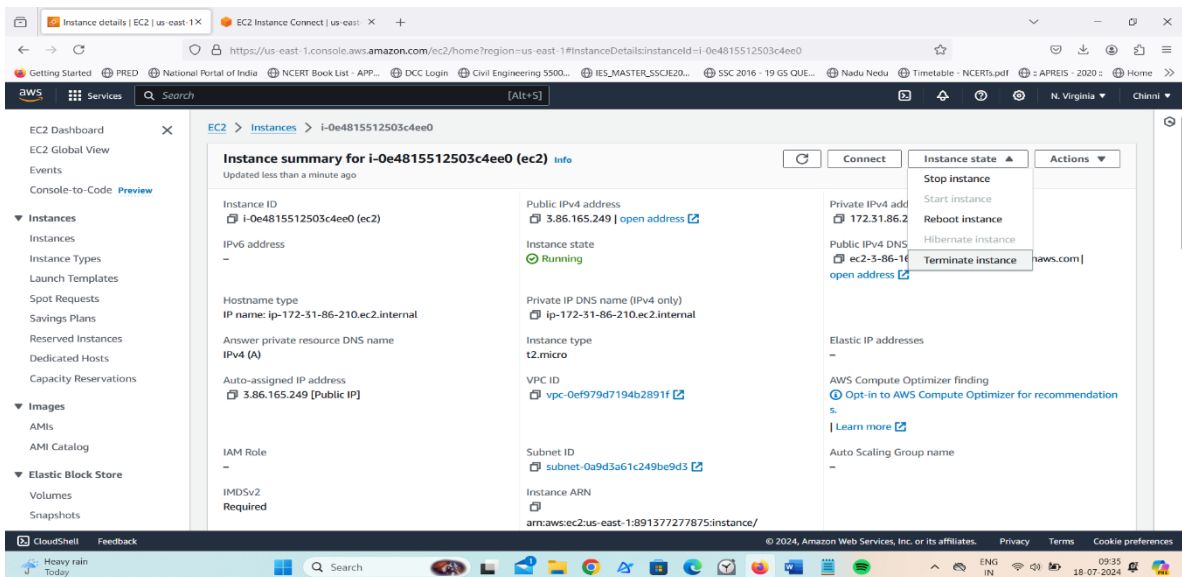 Instance details | EC2 | us-east-1
EC2 Instance Connect | us-east-
https://us-east-1.console.aws.amazon.com/ec2/home?region=us-east-1#InstanceDetails:instanceId=i-0e4815512503c4ee0
Getting Started PRED National Portal of India NCERT Book List - APP... DCC Login Civil Engineering 5500... IES_MASTER_SSCJE20... SSC 2016 - 19 GS QUE... Nadu Nedu Timetable - NCERTs.pdf :: APREIS - 2020 :: Home
aws Services Search [Alt+S] N. Virginia Chinni
EC2 Dashboard
EC2 Global View
Events
Console-to-Code Preview
Instances
Instances
Instance Types
Launch Templates
Spot Requests
Savings Plans
Reserved Instances
Dedicated Hosts
Capacity Reservations
Images
AMIs
AMI Catalog
Elastic Block Store
Volumes
Snapshots
EC2 > Instances > i-0e4815512503c4ee0
Instance summary for i-0e4815512503c4ee0 (ec2) Info
Updated less than a minute ago
Connect
Instance state
Actions
Stop instance
Start instance
Reboot instance
Hibernate instance
Terminate instance
Instance ID
i-0e4815512503c4ee0 (ec2)
Public IPv4 address
3.86.165.249 | open address
Private IPv4 add
172.31.86.2
IPv6 address
–
Instance state
Running
Public IPv4 DNS
ec2-3-86-16 naws.com |
open address
Hostname type
IP name: ip-172-31-86-210.ec2.internal
Private IP DNS name (IPv4 only)
ip-172-31-86-210.ec2.internal
Answer private resource DNS name
IPv4 (A)
Instance type
t2.micro
Elastic IP addresses
–
Auto-assigned IP address
3.86.165.249 [Public IP]
VPC ID
vpc-0ef979d7194b2891f
AWS Compute Optimizer finding
Opt-in to AWS Compute Optimizer for recommendation
s.
| Learn more
IAM Role
–
Subnet ID
subnet-0a9d3a61c249be9d3
Auto Scaling Group name
–
IMDSv2
Required
Instance ARN
arn:aws:ec2:us-east-1:891377277875:instance/
CloudShell Feedback © 2024, Amazon Web Services, Inc. or its affiliates. Privacy Terms Cookie preferences
Heavy rain
Today
Search
ENG
IN
09:35
18-07-2024